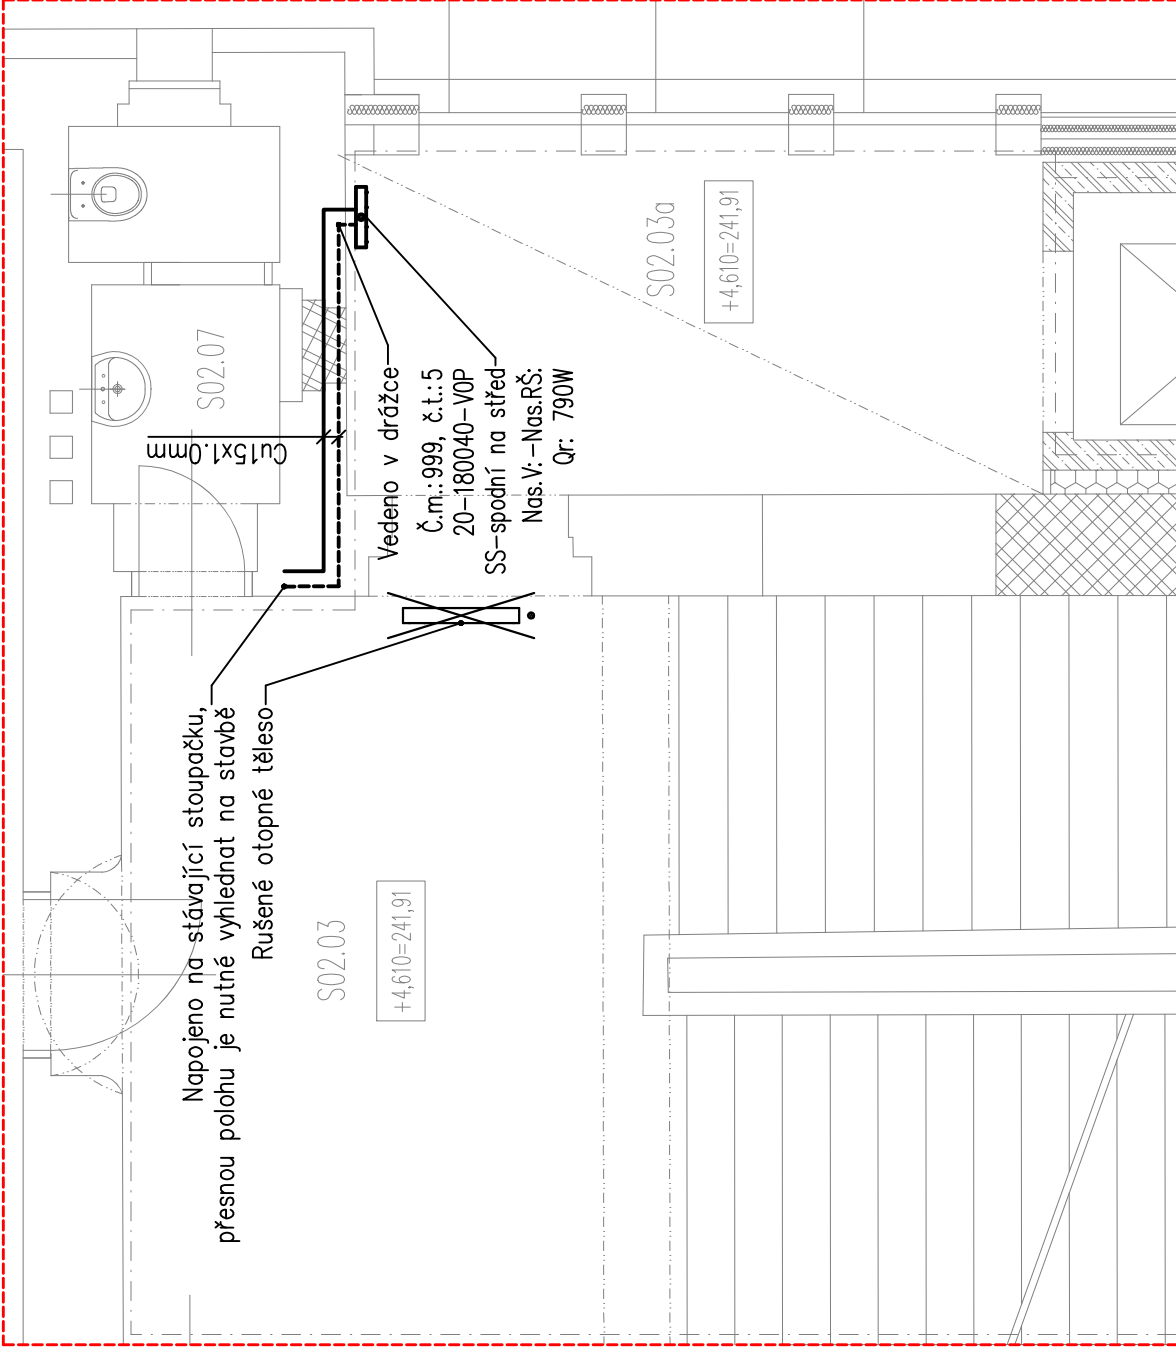 S02.07
Cu15x1.0mm
Vedeno v drážce
Č.m.:999, č.t.:5
20-180040-V0P
SS-spodní na střed
Nas.V:-Nas.RŠ:
Qr: 790W
S02.03a
+4,610=241,91
Napojeno na stávající stoupačku,
přesnou polohu je nutné vyhlednat na stavbě
Rušené otopné těleso
S02.03
+4,610=241,91